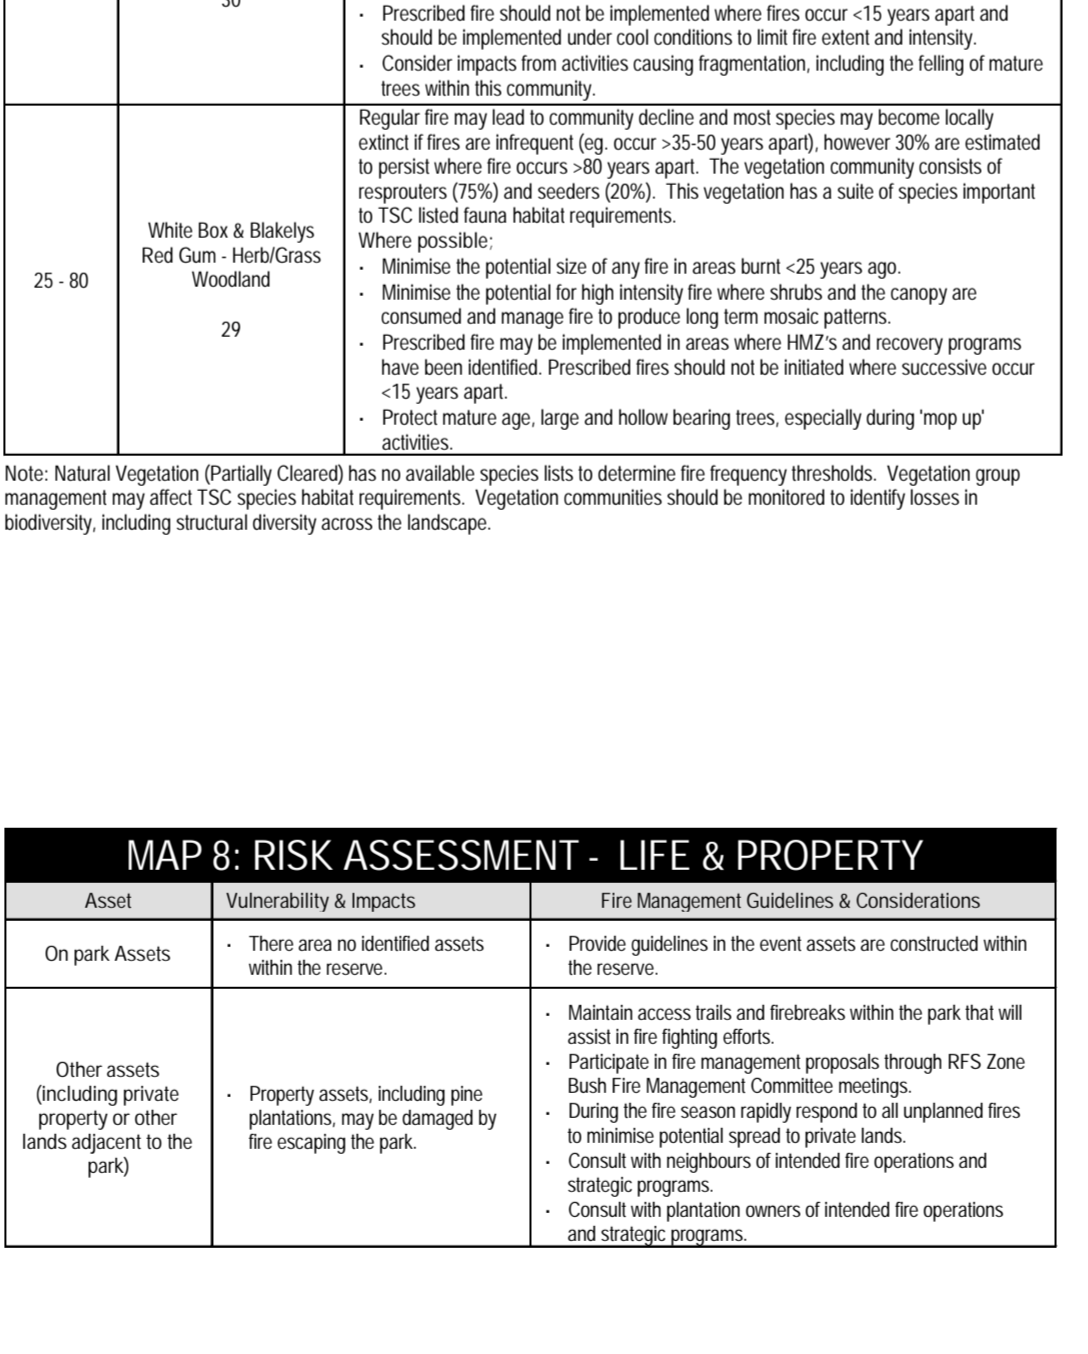 30
· Prescribed fire should not be implemented where fires occur <15 years apart and
should be implemented under cool conditions to limit fire extent and intensity.
· Consider impacts from activities causing fragmentation, including the felling of mature
trees within this community.
25 - 80
White Box & Blakelys
Red Gum - Herb/Grass
Woodland
29
Regular fire may lead to community decline and most species may become locally
extinct if fires are infrequent (eg. occur >35-50 years apart), however 30% are estimated
to persist where fire occurs >80 years apart. The vegetation community consists of
resprouters (75%) and seeders (20%). This vegetation has a suite of species important
to TSC listed fauna habitat requirements.
Where possible;
· Minimise the potential size of any fire in areas burnt <25 years ago.
· Minimise the potential for high intensity fire where shrubs and the canopy are
consumed and manage fire to produce long term mosaic patterns.
· Prescribed fire may be implemented in areas where HMZ's and recovery programs
have been identified. Prescribed fires should not be initiated where successive occur
<15 years apart.
· Protect mature age, large and hollow bearing trees, especially during 'mop up'
activities.
Note: Natural Vegetation (Partially Cleared) has no available species lists to determine fire frequency thresholds. Vegetation group
management may affect TSC species habitat requirements. Vegetation communities should be monitored to identify losses in
biodiversity, including structural diversity across the landscape.
MAP 8: RISK ASSESSMENT - LIFE & PROPERTY
Asset
Vulnerability & Impacts
Fire Management Guidelines & Considerations
On park Assets
· There area no identified assets
within the reserve.
· Provide guidelines in the event assets are constructed within
the reserve.
Other assets
(including private
property or other
lands adjacent to the
park)
· Property assets, including pine
plantations, may be damaged by
fire escaping the park.
· Maintain access trails and firebreaks within the park that will
assist in fire fighting efforts.
· Participate in fire management proposals through RFS Zone
Bush Fire Management Committee meetings.
· During the fire season rapidly respond to all unplanned fires
to minimise potential spread to private lands.
· Consult with neighbours of intended fire operations and
strategic programs.
· Consult with plantation owners of intended fire operations
and strategic programs.